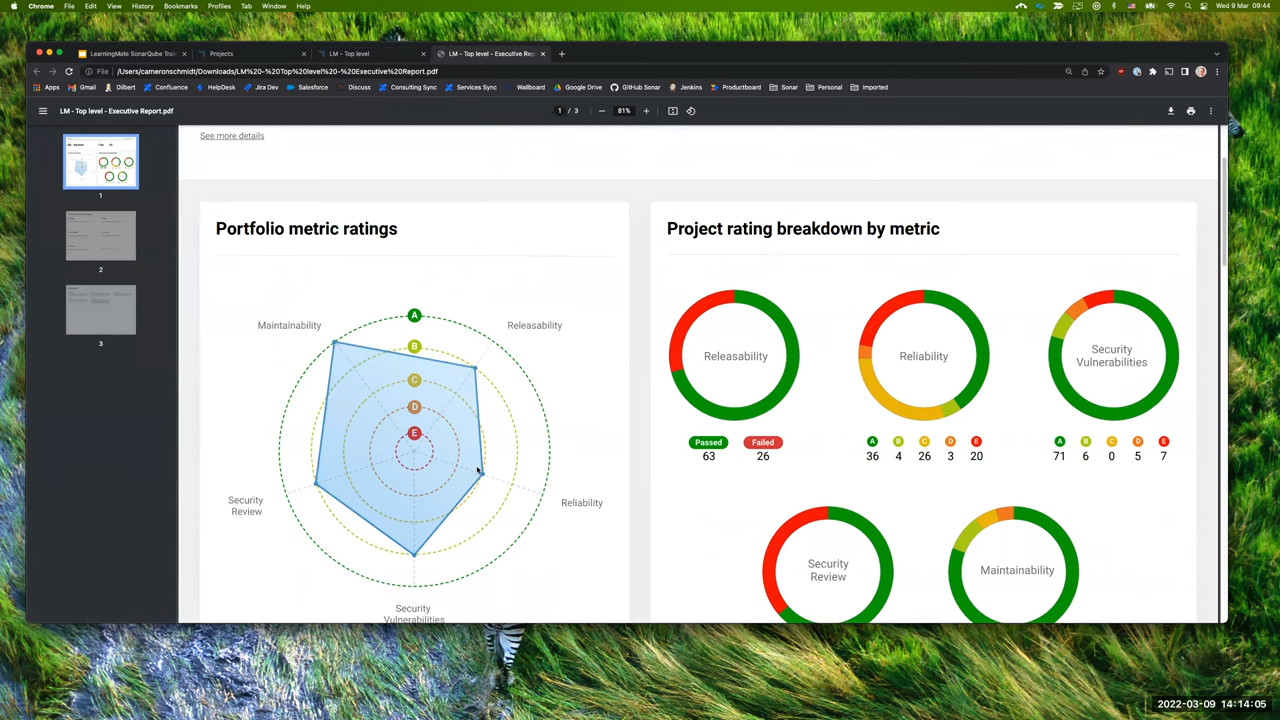 Chrome File Edit View History Bookmarks Profiles Tab Window Help Wed 9 Mar 09:44
LearningMate SonarQube Trai Projects LM – Top level LM - Top level - Executive Rep
File /Users/cameronschmidt/Downloads/LM%20-%20Top%20level%20-%20Executive%20Report.pdf
Apps Gmail Dilbert Confluence HelpDesk Jira Dev Salesforce Discuss Consulting Sync Services Sync Wallboard Google Drive GitHub Sonar Jenkins Productboard Sonar Personal Imported
LM - Top level - Executive Report.pdf 1 / 3 81%
See more details
1
2
3
Portfolio metric ratings
A
Maintainability Releasability
B
C
D
E
Security
Review
Reliability
Security
Vulnerabilities
Project rating breakdown by metric
Releasability Reliability Security
Vulnerabilities
Passed Failed A B C D E A B C D E
63 26 36 4 26 3 20 71 6 0 5 7
Security
Review
Maintainability
2022-03-09 14:14:05